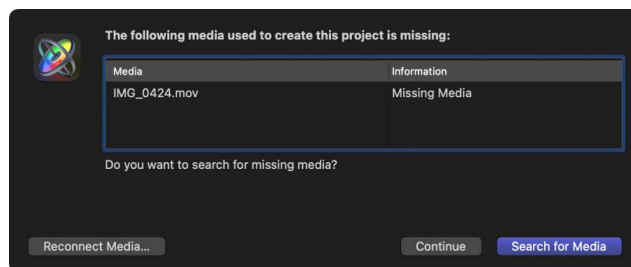 The following media used to create this project is missing:
Media Information
IMG_0424.mov Missing Media
Do you want to search for missing media?
Reconnect Media... Continue Search for Media